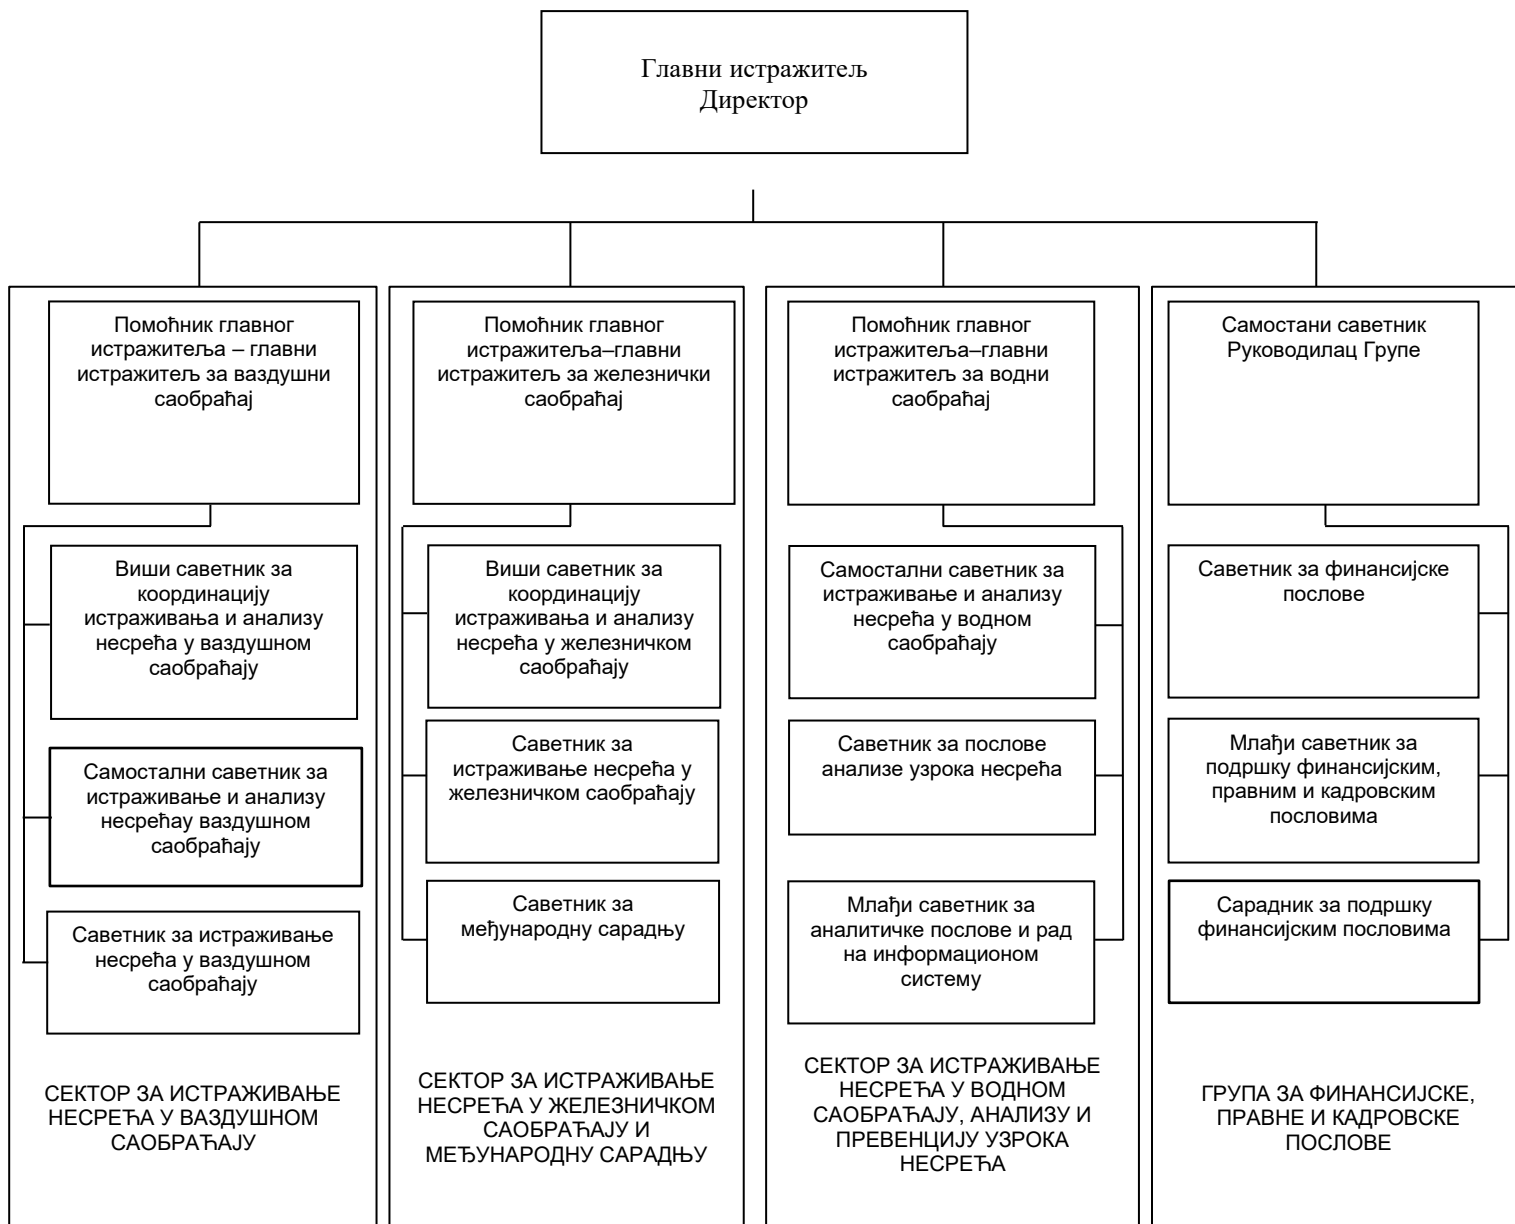 Главни истражитељ
Директор
Помоћник главног
истражитеља – главни
истражитељ за ваздушни
саобраћај
Виши саветник за
координацију
истраживања и анализу
несрећа у ваздушном
саобраћају
Самостални саветник за
истраживање и анализу
несрећау ваздушном
саобраћају
Саветник за истраживање
несрећа у ваздушном
саобраћају
СЕКТОР ЗА ИСТРАЖИВАЊЕ
НЕСРЕЋА У ВАЗДУШНОМ
САОБРАЋАЈУ
Помоћник главног
истражитеља–главни
истражитељ за железнички
саобраћај
Виши саветник за
координацију
истраживања и анализу
несрећа у железничком
саобраћају
Саветник за
истраживање несрећа у
железничком саобраћају
Саветник за
међународну сарадњу
СЕКТОР ЗА ИСТРАЖИВАЊЕ
НЕСРЕЋА У ЖЕЛЕЗНИЧКОМ
САОБРАЋАЈУ И
МЕЂУНАРОДНУ САРАДЊУ
Помоћник главног
истражитеља–главни
истражитељ за водни
саобраћај
Самостални саветник за
истраживање и анализу
несрећа у водном
саобраћају
Саветник за послове
анализе узрока несрећа
Млађи саветник за
аналитичке послове и рад
на информационом
систему
СЕКТОР ЗА ИСТРАЖИВАЊЕ
НЕСРЕЋА У ВОДНОМ
САОБРАЋАЈУ, АНАЛИЗУ И
ПРЕВЕНЦИЈУ УЗРОКА
НЕСРЕЋА
Самостани саветник
Руководилац Групе
Саветник за финансијске
послове
Млађи саветник за
подршку финансијским,
правним и кадровским
пословима
Сарадник за подршку
финансијским пословима
ГРУПА ЗА ФИНАНСИЈСКЕ,
ПРАВНЕ И КАДРОВСКЕ
ПОСЛОВЕ